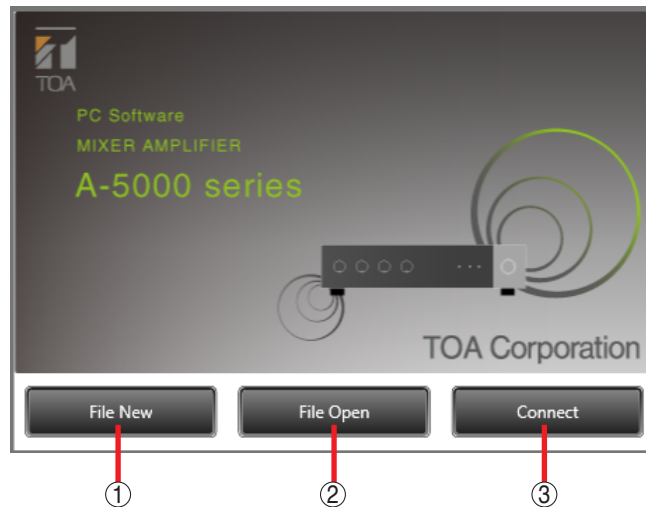 TOA
PC Software
MIXER AMPLIFIER
A-5000 series
TOA Corporation
File New
File Open
Connect
①
②
③